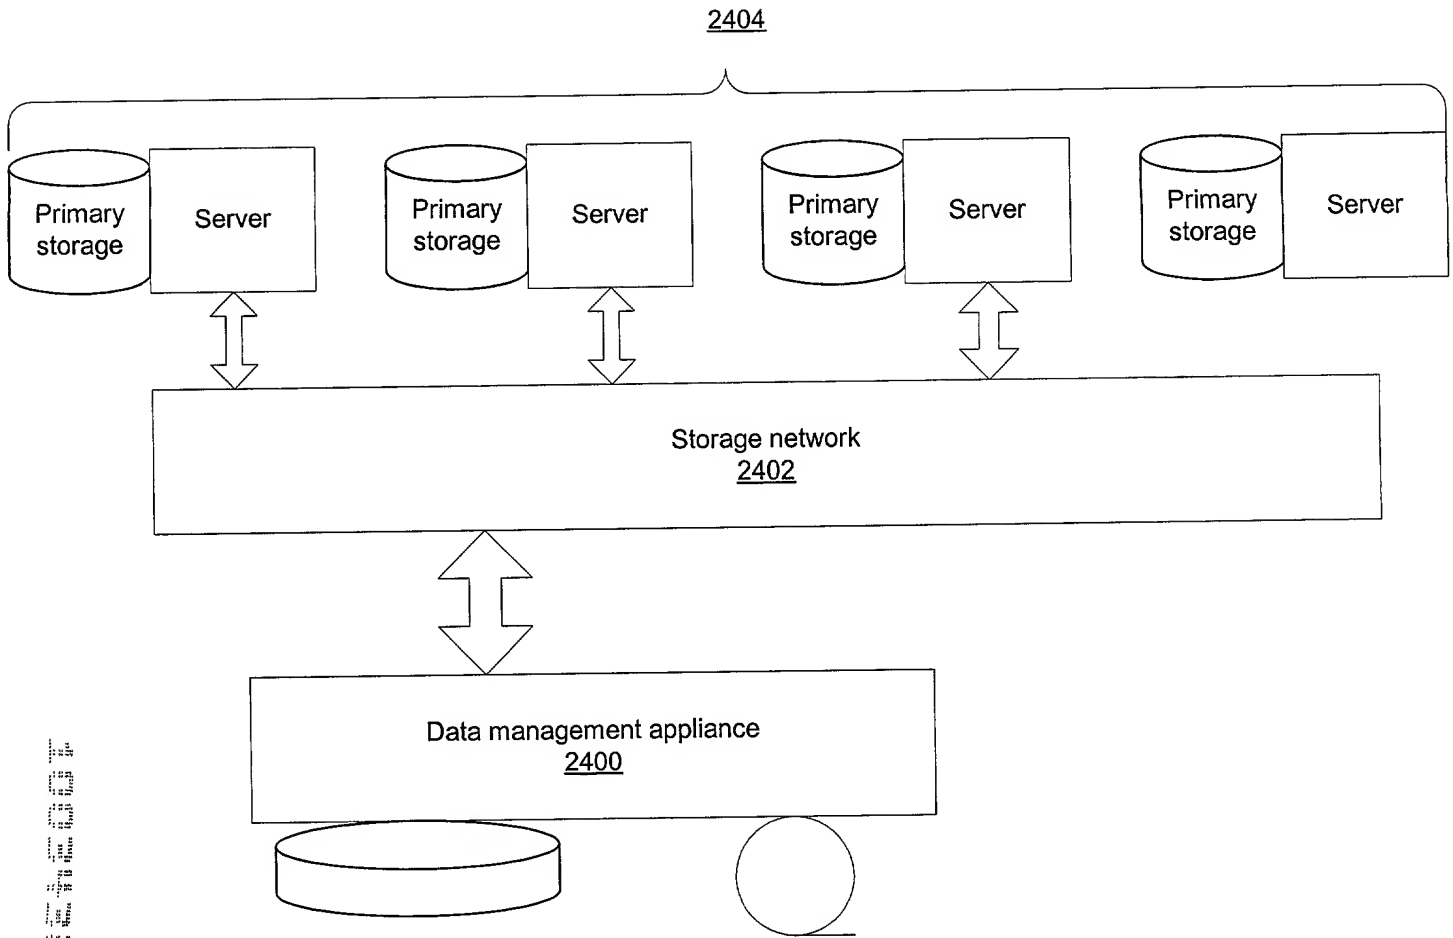 2404
Primary
storage
Server
Primary
storage
Server
Primary
storage
Server
Primary
storage
Server
Storage network
2402
Data management appliance
2400